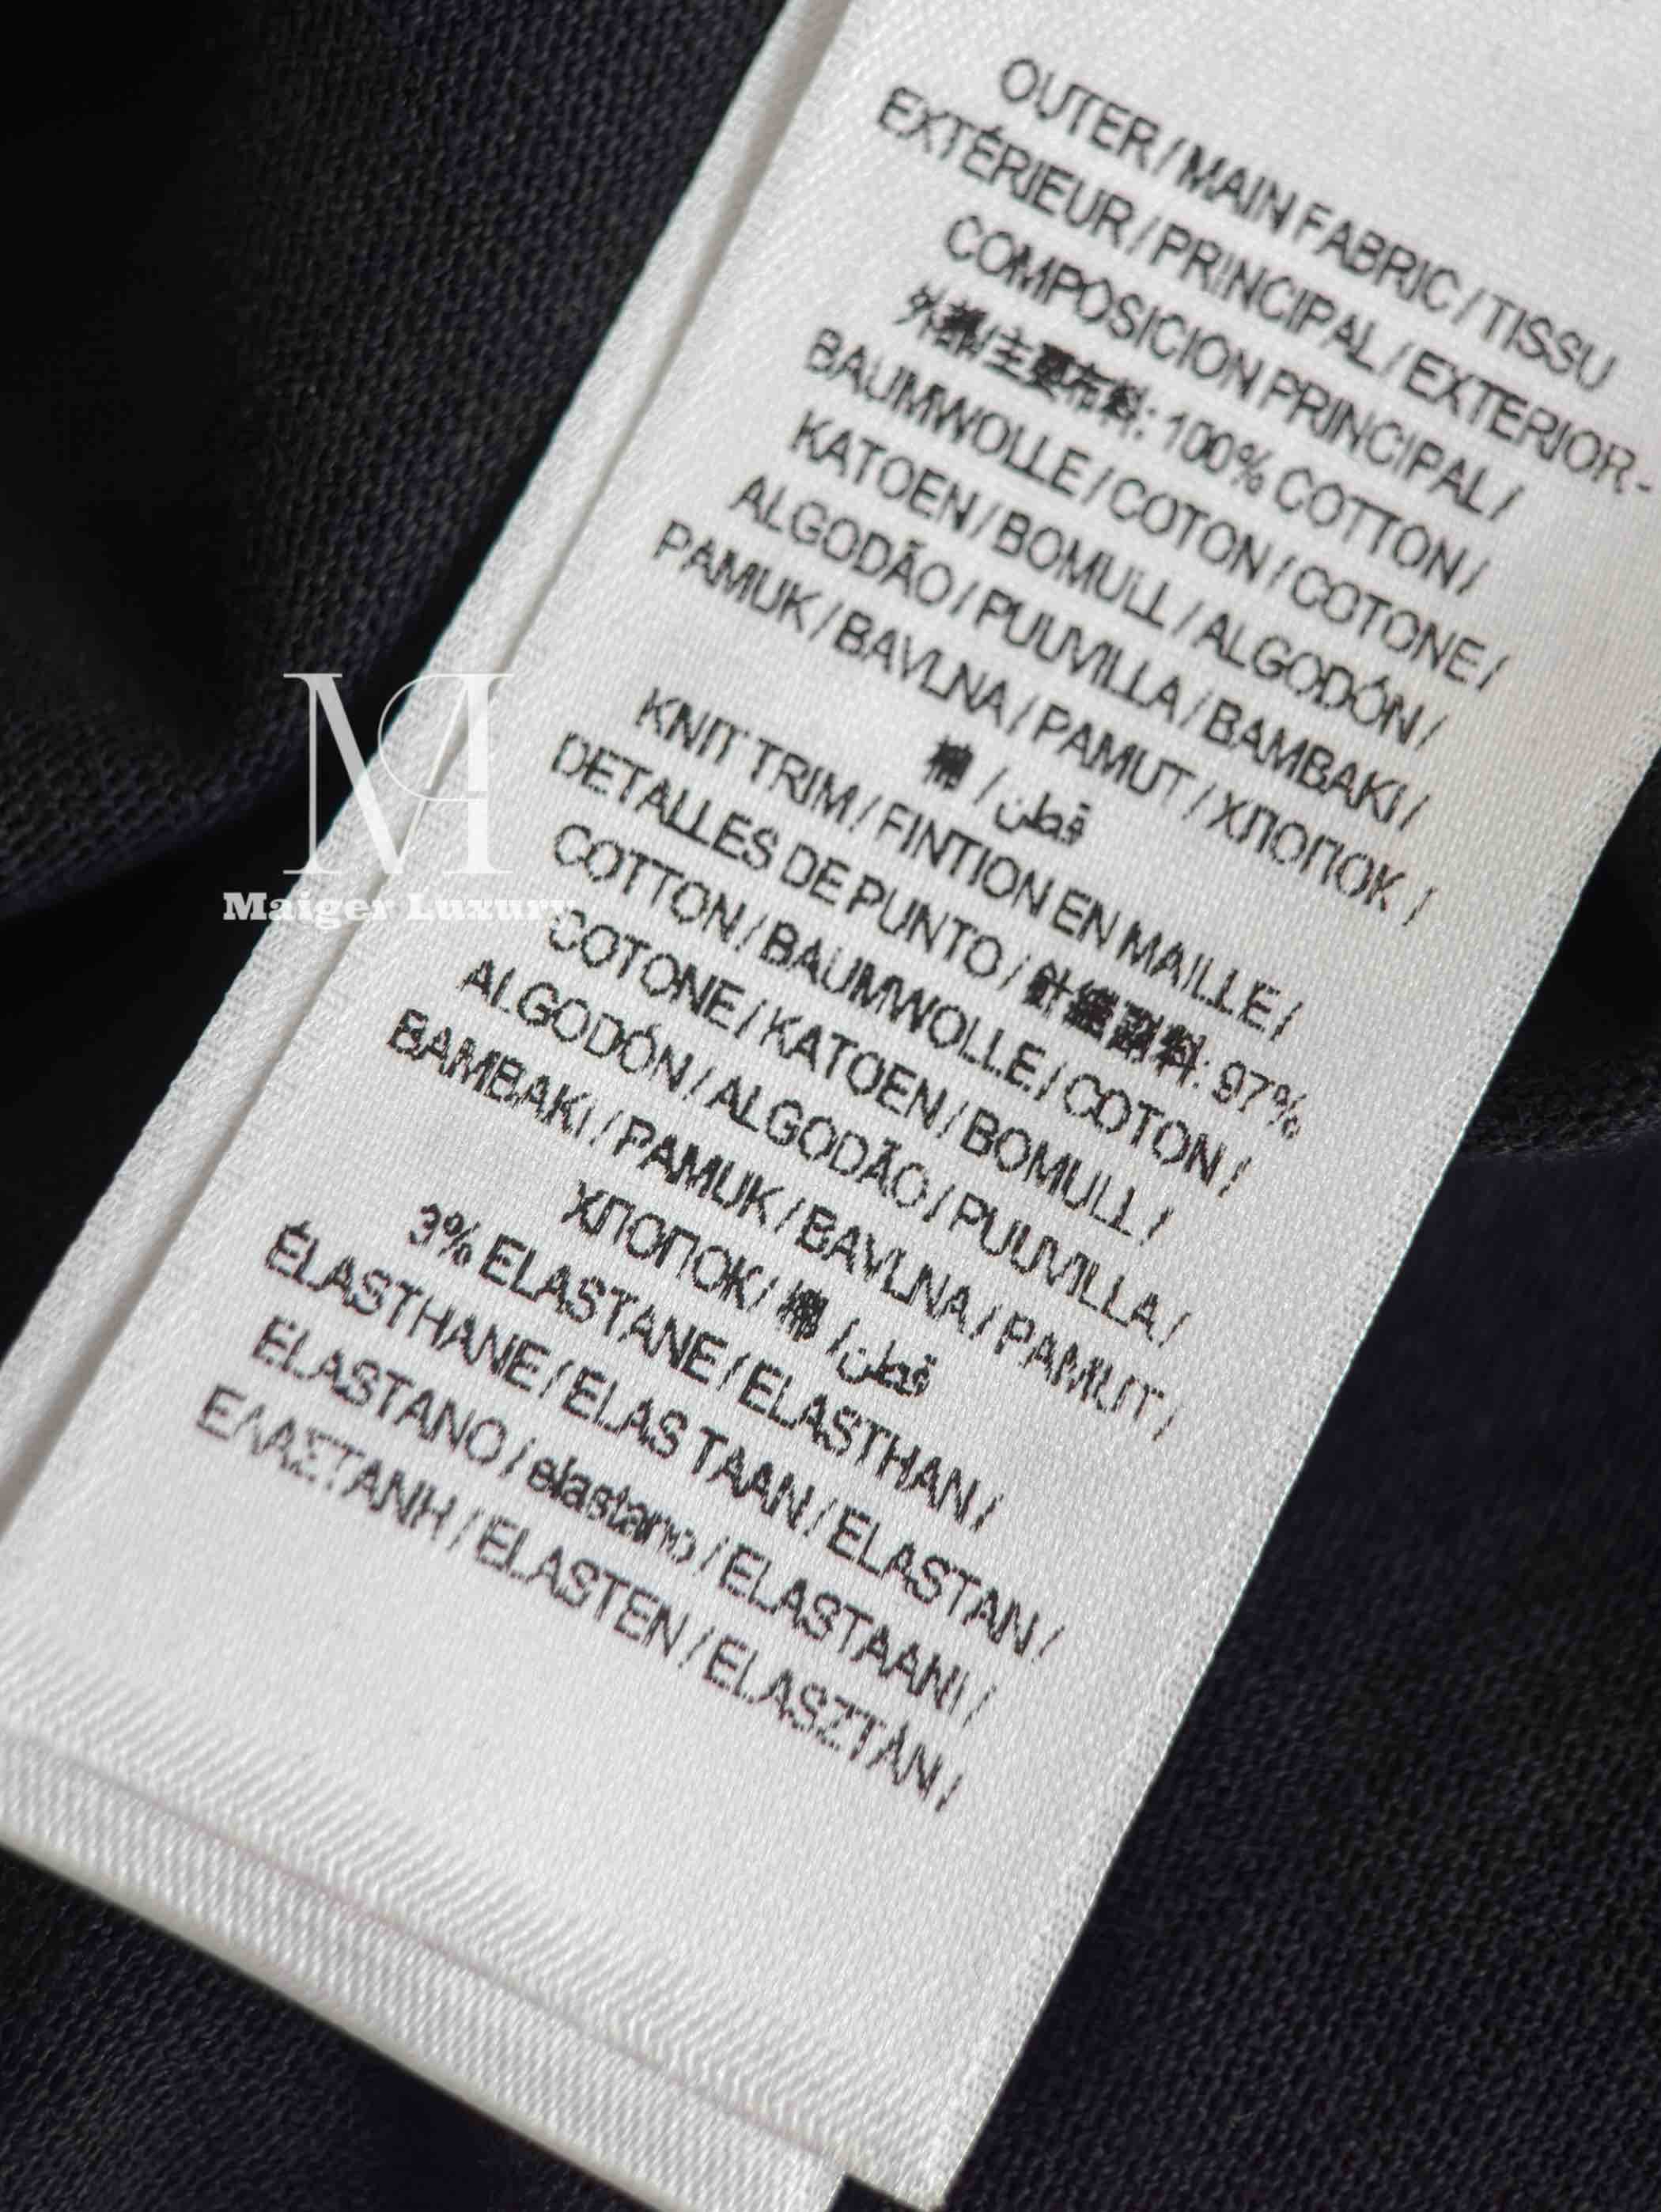 OUTER / MAIN FABRIC / TISSU
EXTÉRIEUR / PRINCIPAL / EXTERIOR -
COMPOSICION PRINCIPAL /
外部/主要布料: 100% COTTON /
BAUMWOLLE / COTON / COTONE /
KATOEN / BOMULL / ALGODÓN /
ALGODÃO / PUUVILLA / BAMBAKI /
PAMUK / BAVLNA / PAMUT / ХЛОПОК /
棉 / قطن
KNIT TRIM / FINTION EN MAILLE /
DETALLES DE PUNTO / 針織副料: 97%
COTTON / BAUMWOLLE / COTON /
COTONE / KATOEN / BOMULL /
ALGODÓN / ALGODÃO / PUUVILLA /
BAMBAKI / PAMUK / BAVLNA / PAMUT /
ХЛОПОК / 棉 / قطن
3% ELASTANE / ELASTHAN /
ÉLASTHANE / ELAS TAAN / ELASTAN /
ELASTANO / elastano / ELASTAANI /
ΕΛΑΣΤΑΝΗ / ELASTEN / ELASZTÁN /
M
Maiger Luxury